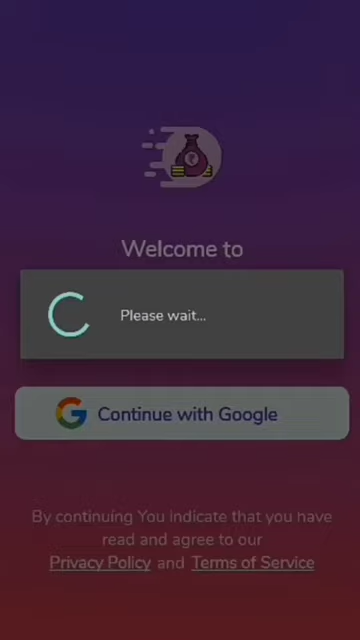 Welcome to
Please wait...
Continue with Google
By continuing You indicate that you have
read and agree to our
Privacy Policy and Terms of Service